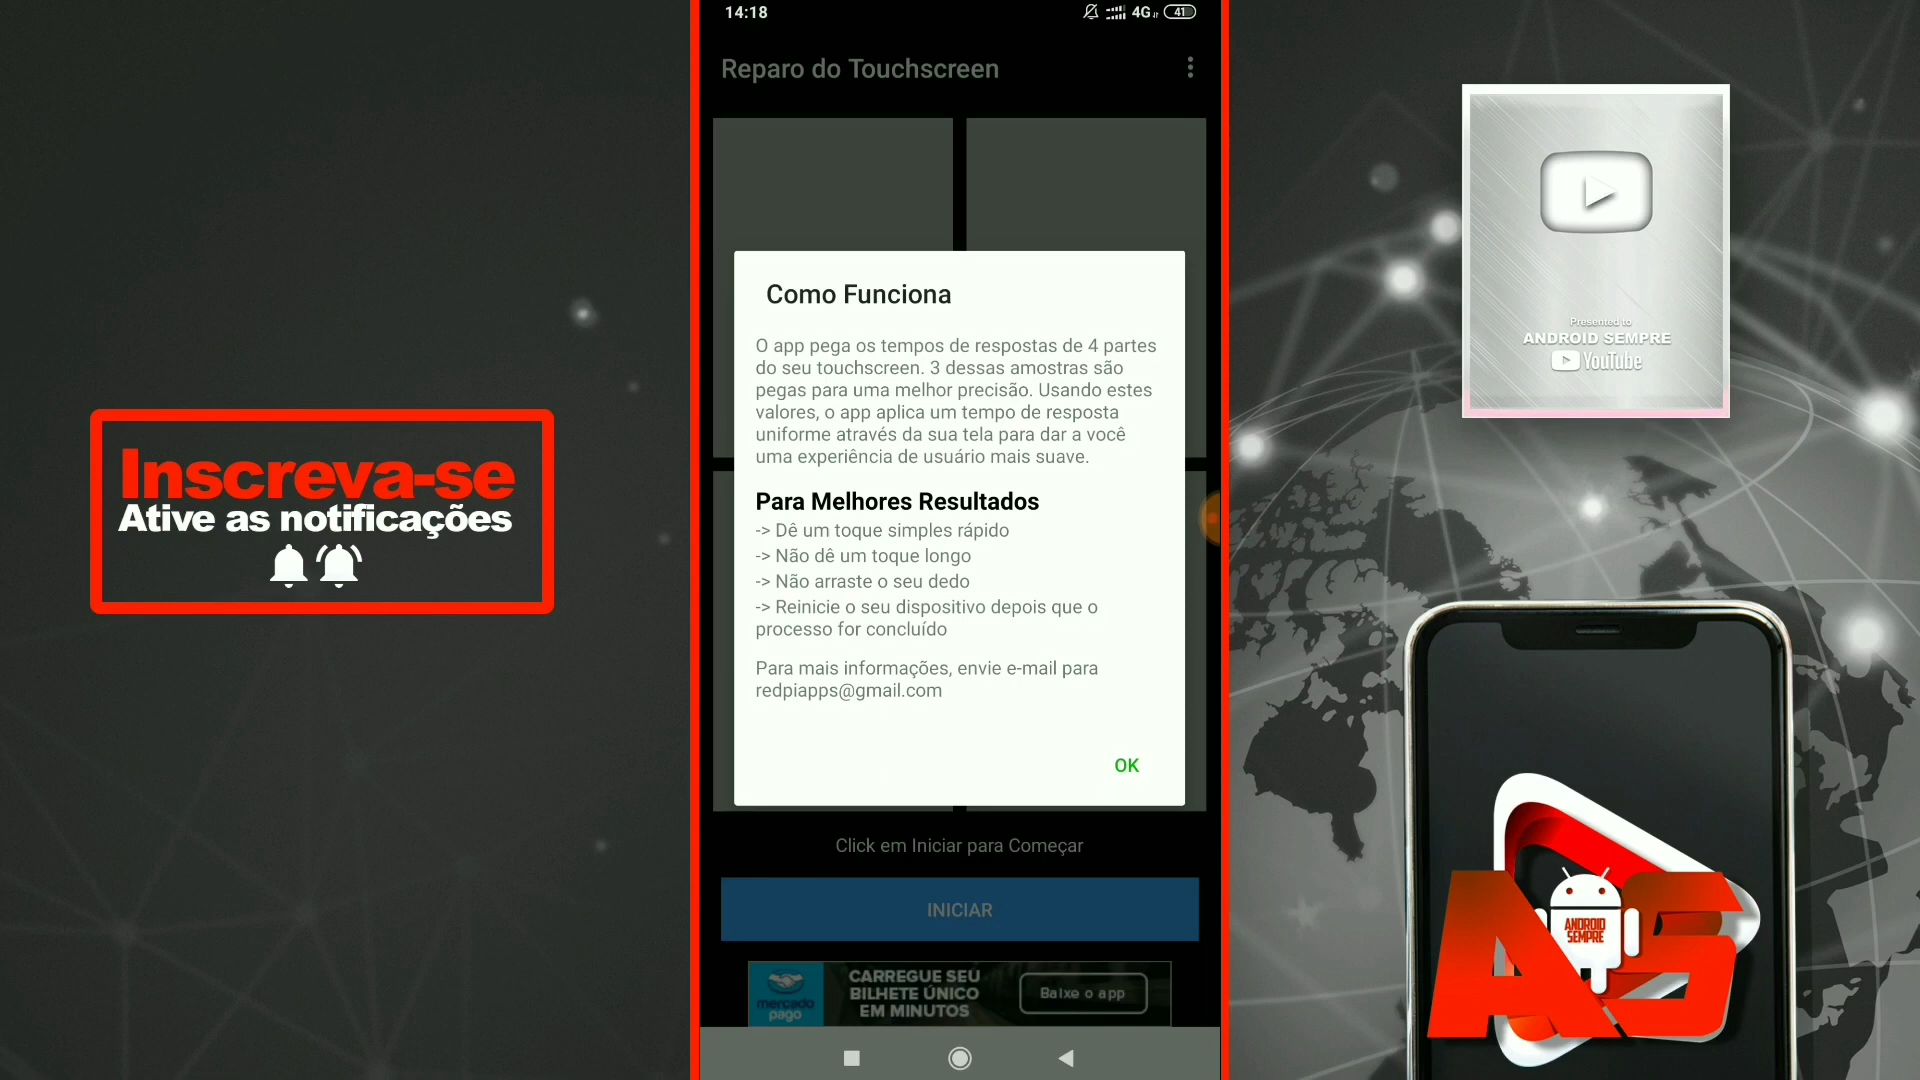 14:18
4G
41
Reparo do Touchscreen
Como Funciona
O app pega os tempos de respostas de 4 partes
do seu touchscreen. 3 dessas amostras são
pegas para uma melhor precisão. Usando estes
valores, o app aplica um tempo de resposta
uniforme através da sua tela para dar a você
uma experiência de usuário mais suave.
Para Melhores Resultados
-> Dê um toque simples rápido
-> Não dê um toque longo
-> Não arraste o seu dedo
-> Reinicie o seu dispositivo depois que o
processo for concluído
Para mais informações, envie e-mail para
redpiapps@gmail.com
OK
Click em Iniciar para Começar
INICIAR
mercado
pago
CARREGUE SEU
BILHETE ÚNICO
EM MINUTOS
Baixe o app
Inscreva-se
Ative as notificações
Presented to
ANDROID SEMPRE
YouTube
AS
ANDROID
SEMPRE